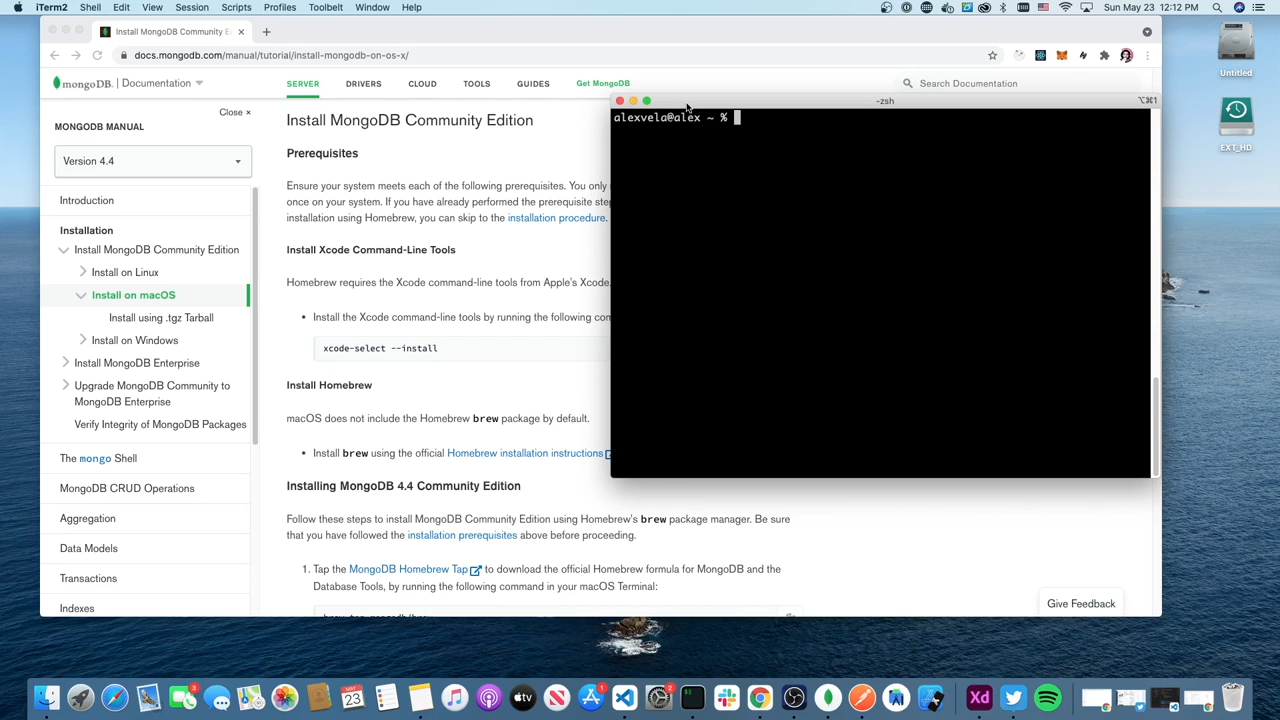 iTerm2 Shell Edit View Session Scripts Profiles Toolbelt Window Help
Sun May 23 12:12 PM
Install MongoDB Community E
docs.mongodb.com/manual/tutorial/install-mongodb-on-os-x/
mongoDB. Documentation
SERVER DRIVERS CLOUD TOOLS GUIDES Get MongoDB
Search Documentation
Close ×
MONGODB MANUAL
Version 4.4
Introduction
Installation
Install MongoDB Community Edition
Install on Linux
Install on macOS
Install using .tgz Tarball
Install on Windows
Install MongoDB Enterprise
Upgrade MongoDB Community to
MongoDB Enterprise
Verify Integrity of MongoDB Packages
The mongo Shell
MongoDB CRUD Operations
Aggregation
Data Models
Transactions
Indexes
Install MongoDB Community Edition
Prerequisites
Ensure your system meets each of the following prerequisites. You only
once on your system. If you have already performed the prerequisite
installation using Homebrew, you can skip to the installation procedure.
Install Xcode Command-Line Tools
Homebrew requires the Xcode command-line tools from Apple's Xcode.
• Install the Xcode command-line tools by running the following
xcode-select --install
Install Homebrew
macOS does not include the Homebrew brew package by default.
• Install brew using the official Homebrew installation instructions
Installing MongoDB 4.4 Community Edition
Follow these steps to install MongoDB Community Edition using Homebrew's brew package manager. Be sure
that you have followed the installation prerequisites above before proceeding.
1. Tap the MongoDB Homebrew Tap to download the official Homebrew formula for MongoDB and the
Database Tools, by running the following command in your macOS Terminal:
Give Feedback
-zsh
⌥⌘1
alexvela@alex ~ %
Untitled
EXT_HD